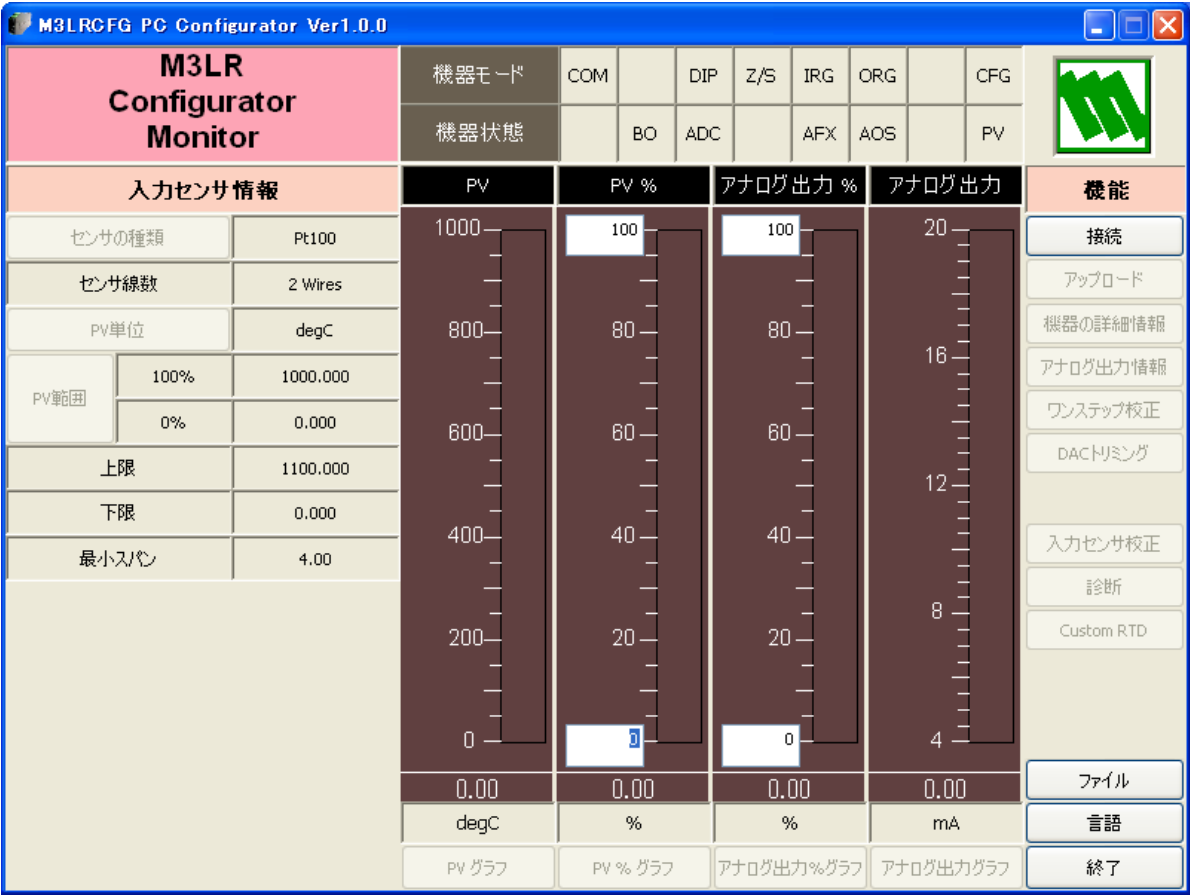 M3LRCFG PC Configurator Ver1.0.0
M3LR
Configurator
Monitor
機器モード COM DIP Z/S IRG ORG CFG
機器状態 BO ADC AFX AOS PV
入力センサ情報
センサの種類 Pt100
センサ線数 2 Wires
PV単位 degC
PV範囲 100% 1000.000
0% 0.000
上限 1100.000
下限 0.000
最小スパン 4.00
PV PV % アナログ出力 % アナログ出力
1000 100 100 20
800 80 80
16
600 60 60
12
400 40 40
8
200 20 20
0 0 0 4
0.00 0.00 0.00 0.00
degC % % mA
PV グラフ PV % グラフ アナログ出力%グラフ アナログ出力グラフ
機能
接続
アップロード
機器の詳細情報
アナログ出力情報
ワンステップ校正
DACトリミング
入力センサ校正
診断
Custom RTD
ファイル
言語
終了